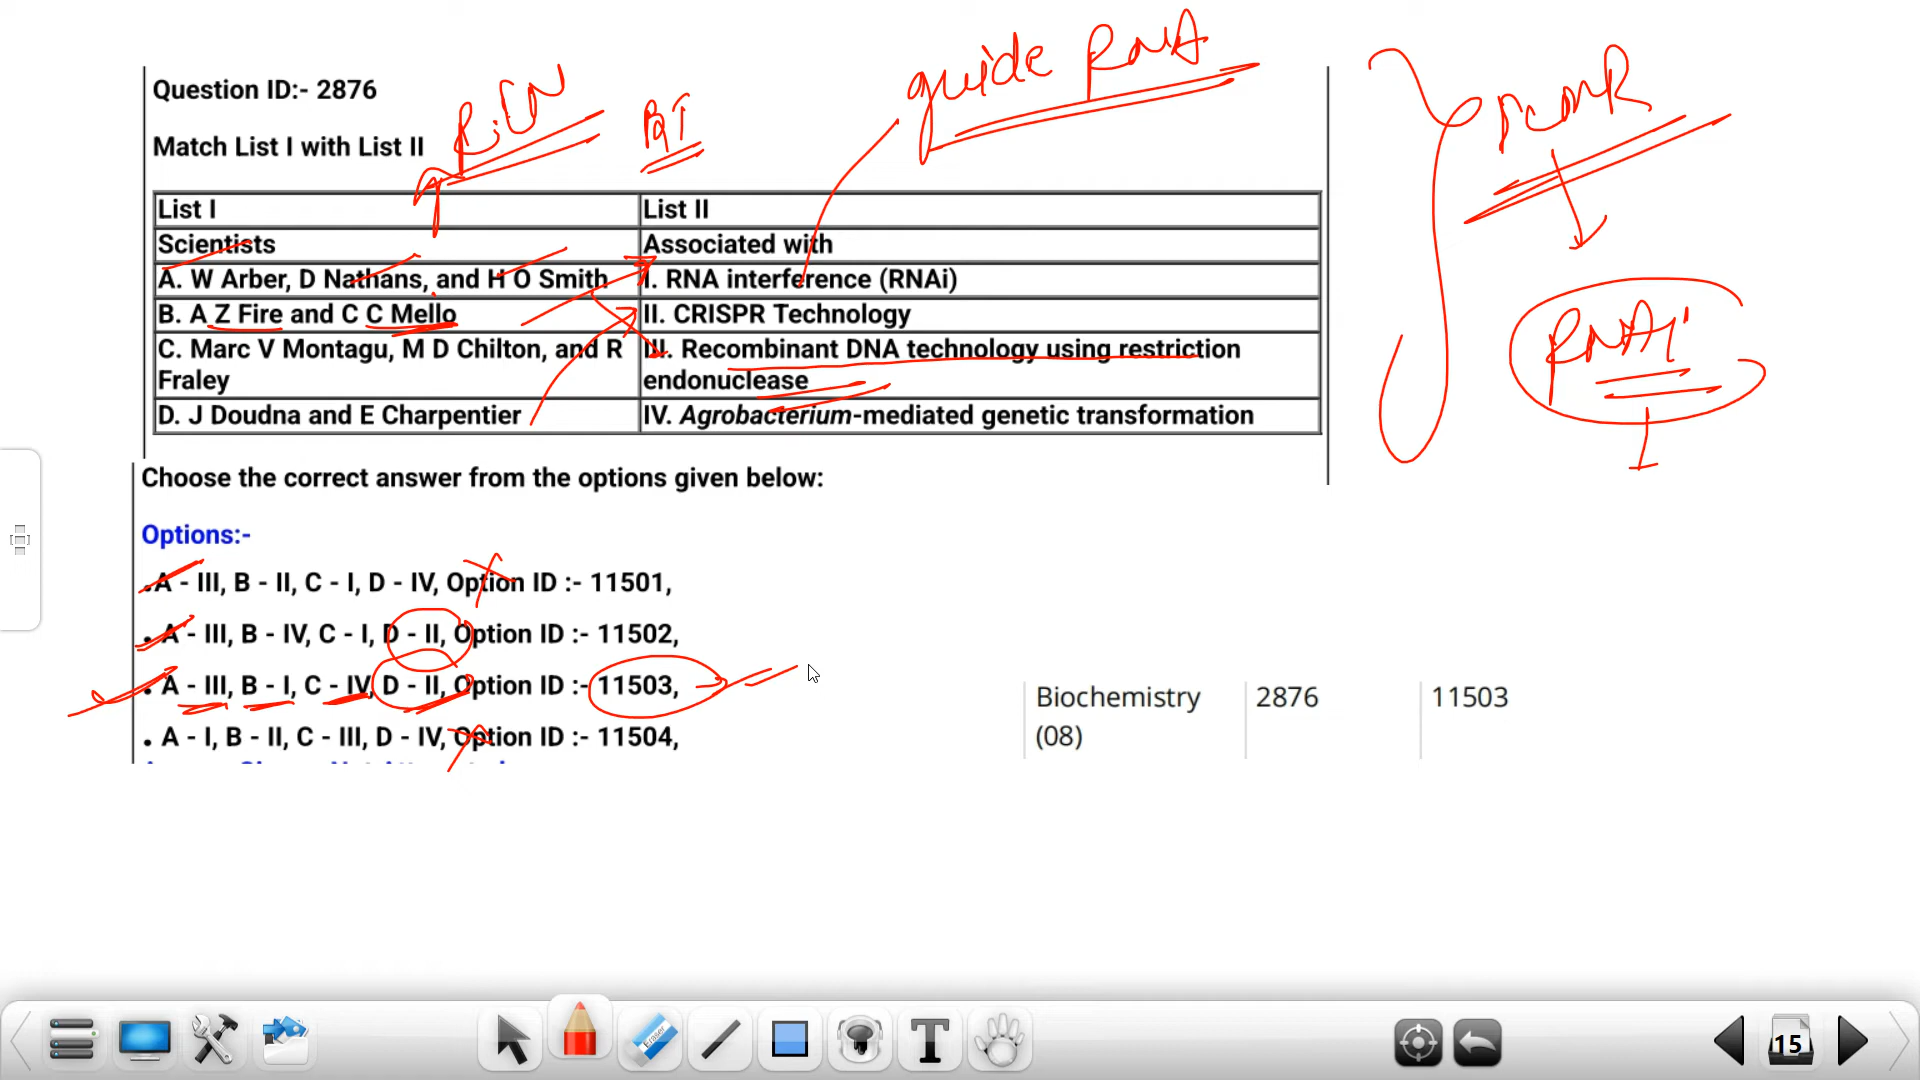 guide RNA
Question ID:- 2876
Match List I with List II
List I
List II
Scientists
Associated with
A. W Arber, D Nathans, and H O Smith
I. RNA interference (RNAi)
B. A Z Fire and C C Mello
II. CRISPR Technology
C. Marc V Montagu, M D Chilton, and R Fraley
III. Recombinant DNA technology using restriction
endonuclease
D. J Doudna and E Charpentier
IV. Agrobacterium-mediated genetic transformation
RNAi
Choose the correct answer from the options given below:
Options:-
. A - III, B - II, C - I, D - IV, Option ID :- 11501,
. A - III, B - IV, C - I, D - II, Option ID :- 11502,
. A - III, B - I, C - IV, D - II, Option ID :- 11503,
. A - I, B - II, C - III, D - IV, Option ID :- 11504,
Biochemistry
(08)
2876
11503
Eraser
T
15